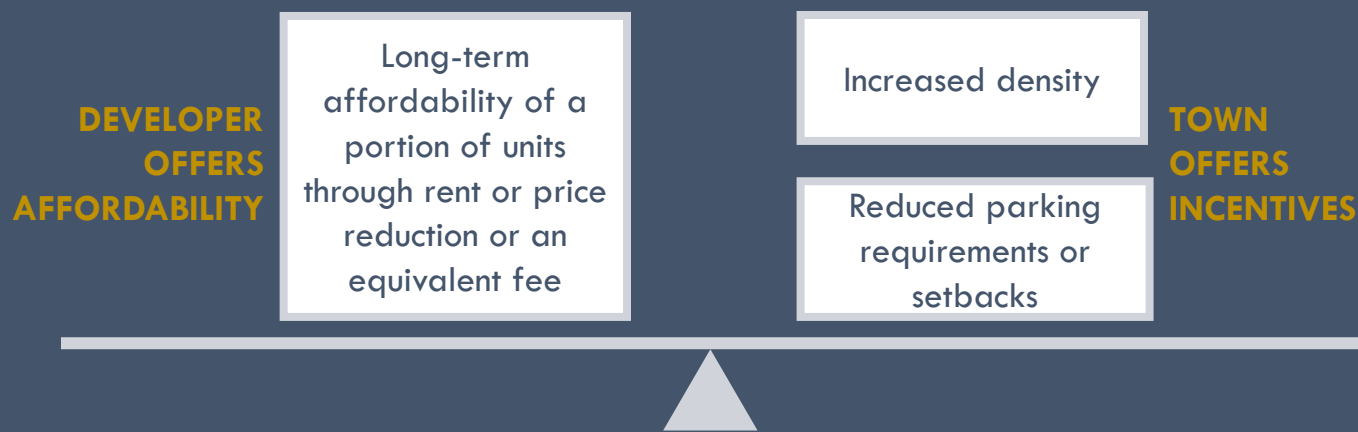 DEVELOPER
OFFERS
AFFORDABILITY
Long-term
affordability of a
portion of units
through rent or price
reduction or an
equivalent fee
Increased density
Reduced parking
requirements or
setbacks
TOWN
OFFERS
INCENTIVES